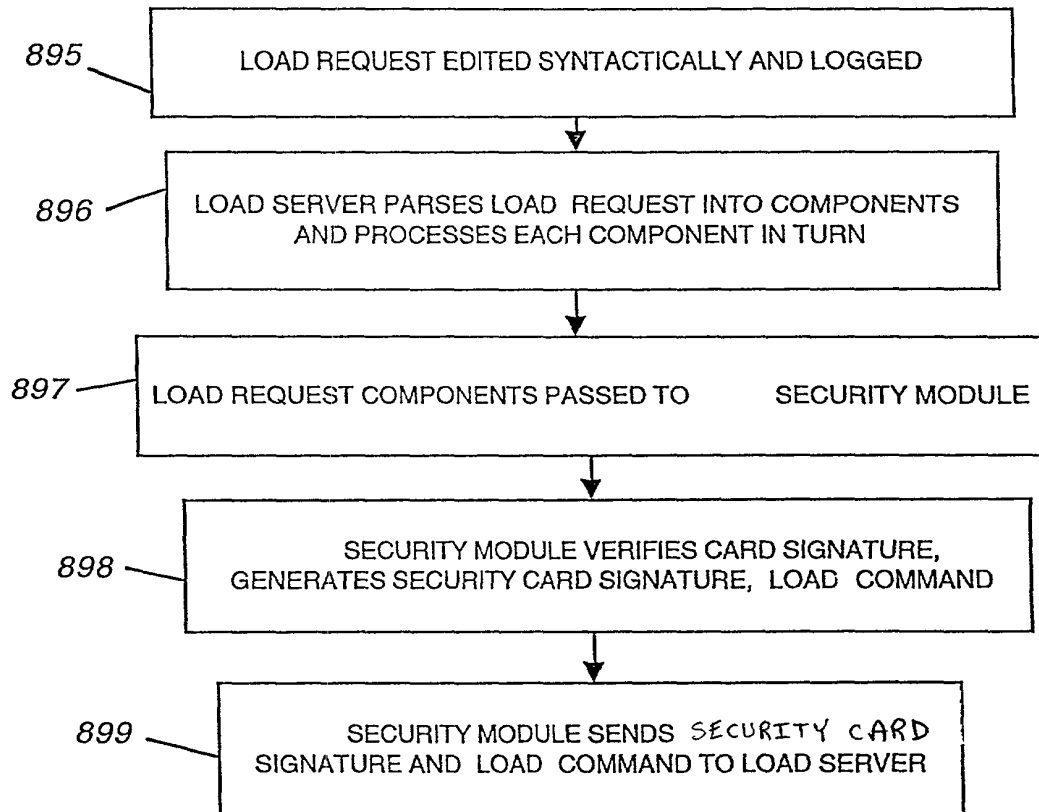 895
LOAD REQUEST EDITED SYNTACTICALLY AND LOGGED
896
LOAD SERVER PARSES LOAD REQUEST INTO COMPONENTS
AND PROCESSES EACH COMPONENT IN TURN
897
LOAD REQUEST COMPONENTS PASSED TO SECURITY MODULE
898
SECURITY MODULE VERIFIES CARD SIGNATURE,
GENERATES SECURITY CARD SIGNATURE, LOAD COMMAND
899
SECURITY MODULE SENDS SECURITY CARD
SIGNATURE AND LOAD COMMAND TO LOAD SERVER